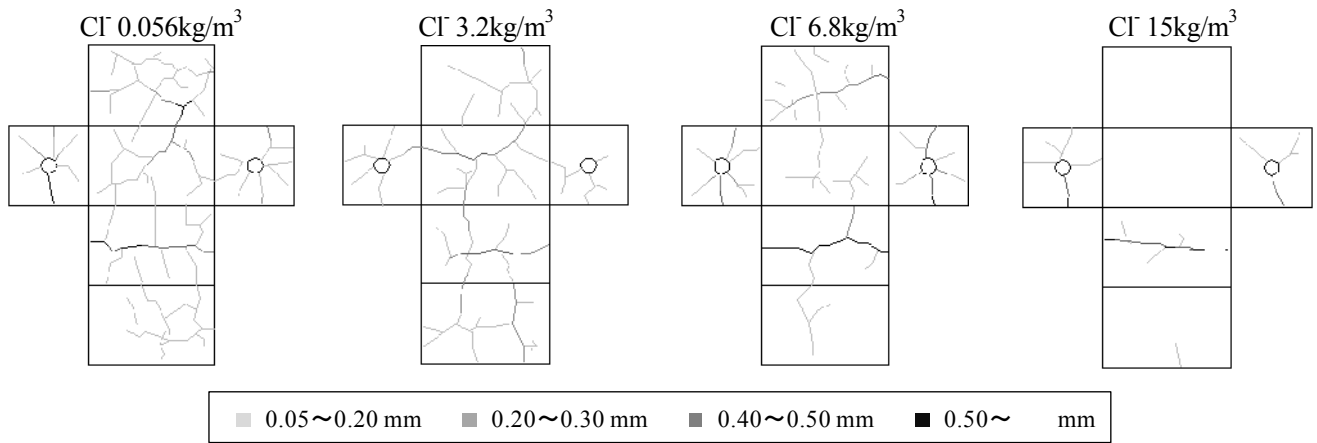 Cl⁻ 0.056kg/m³
Cl⁻ 3.2kg/m³
Cl⁻ 6.8kg/m³
Cl⁻ 15kg/m³
0.05～0.20 mm
0.20～0.30 mm
0.40～0.50 mm
0.50～ mm